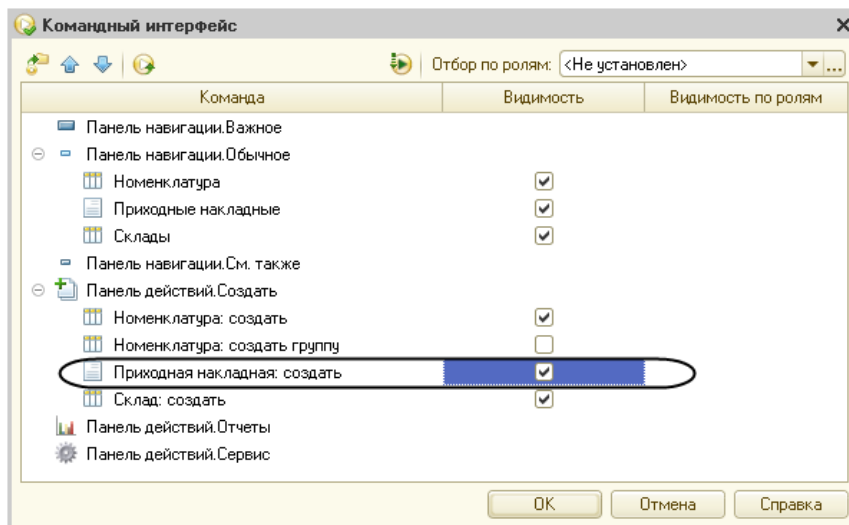 Командный интерфейс
Отбор по ролям: <Не установлен>
Команда Видимость Видимость по ролям
Панель навигации.Важное
Панель навигации.Обычное
Номенклатура
Приходные накладные
Склады
Панель навигации.См. также
Панель действий.Создать
Номенклатура: создать
Номенклатура: создать группу
Приходная накладная: создать
Склад: создать
Панель действий.Отчеты
Панель действий.Сервис
ОК Отмена Справка